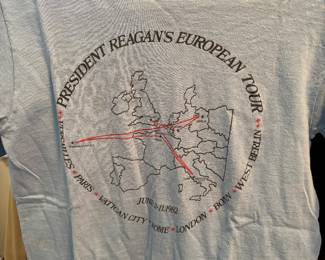 PRESIDENT REAGAN'S EUROPEAN TOUR
JUNE 2-11, 1982
VERSAILLES * PARIS * VATICAN CITY * ROME * LONDON * BONN * WEST BERLIN